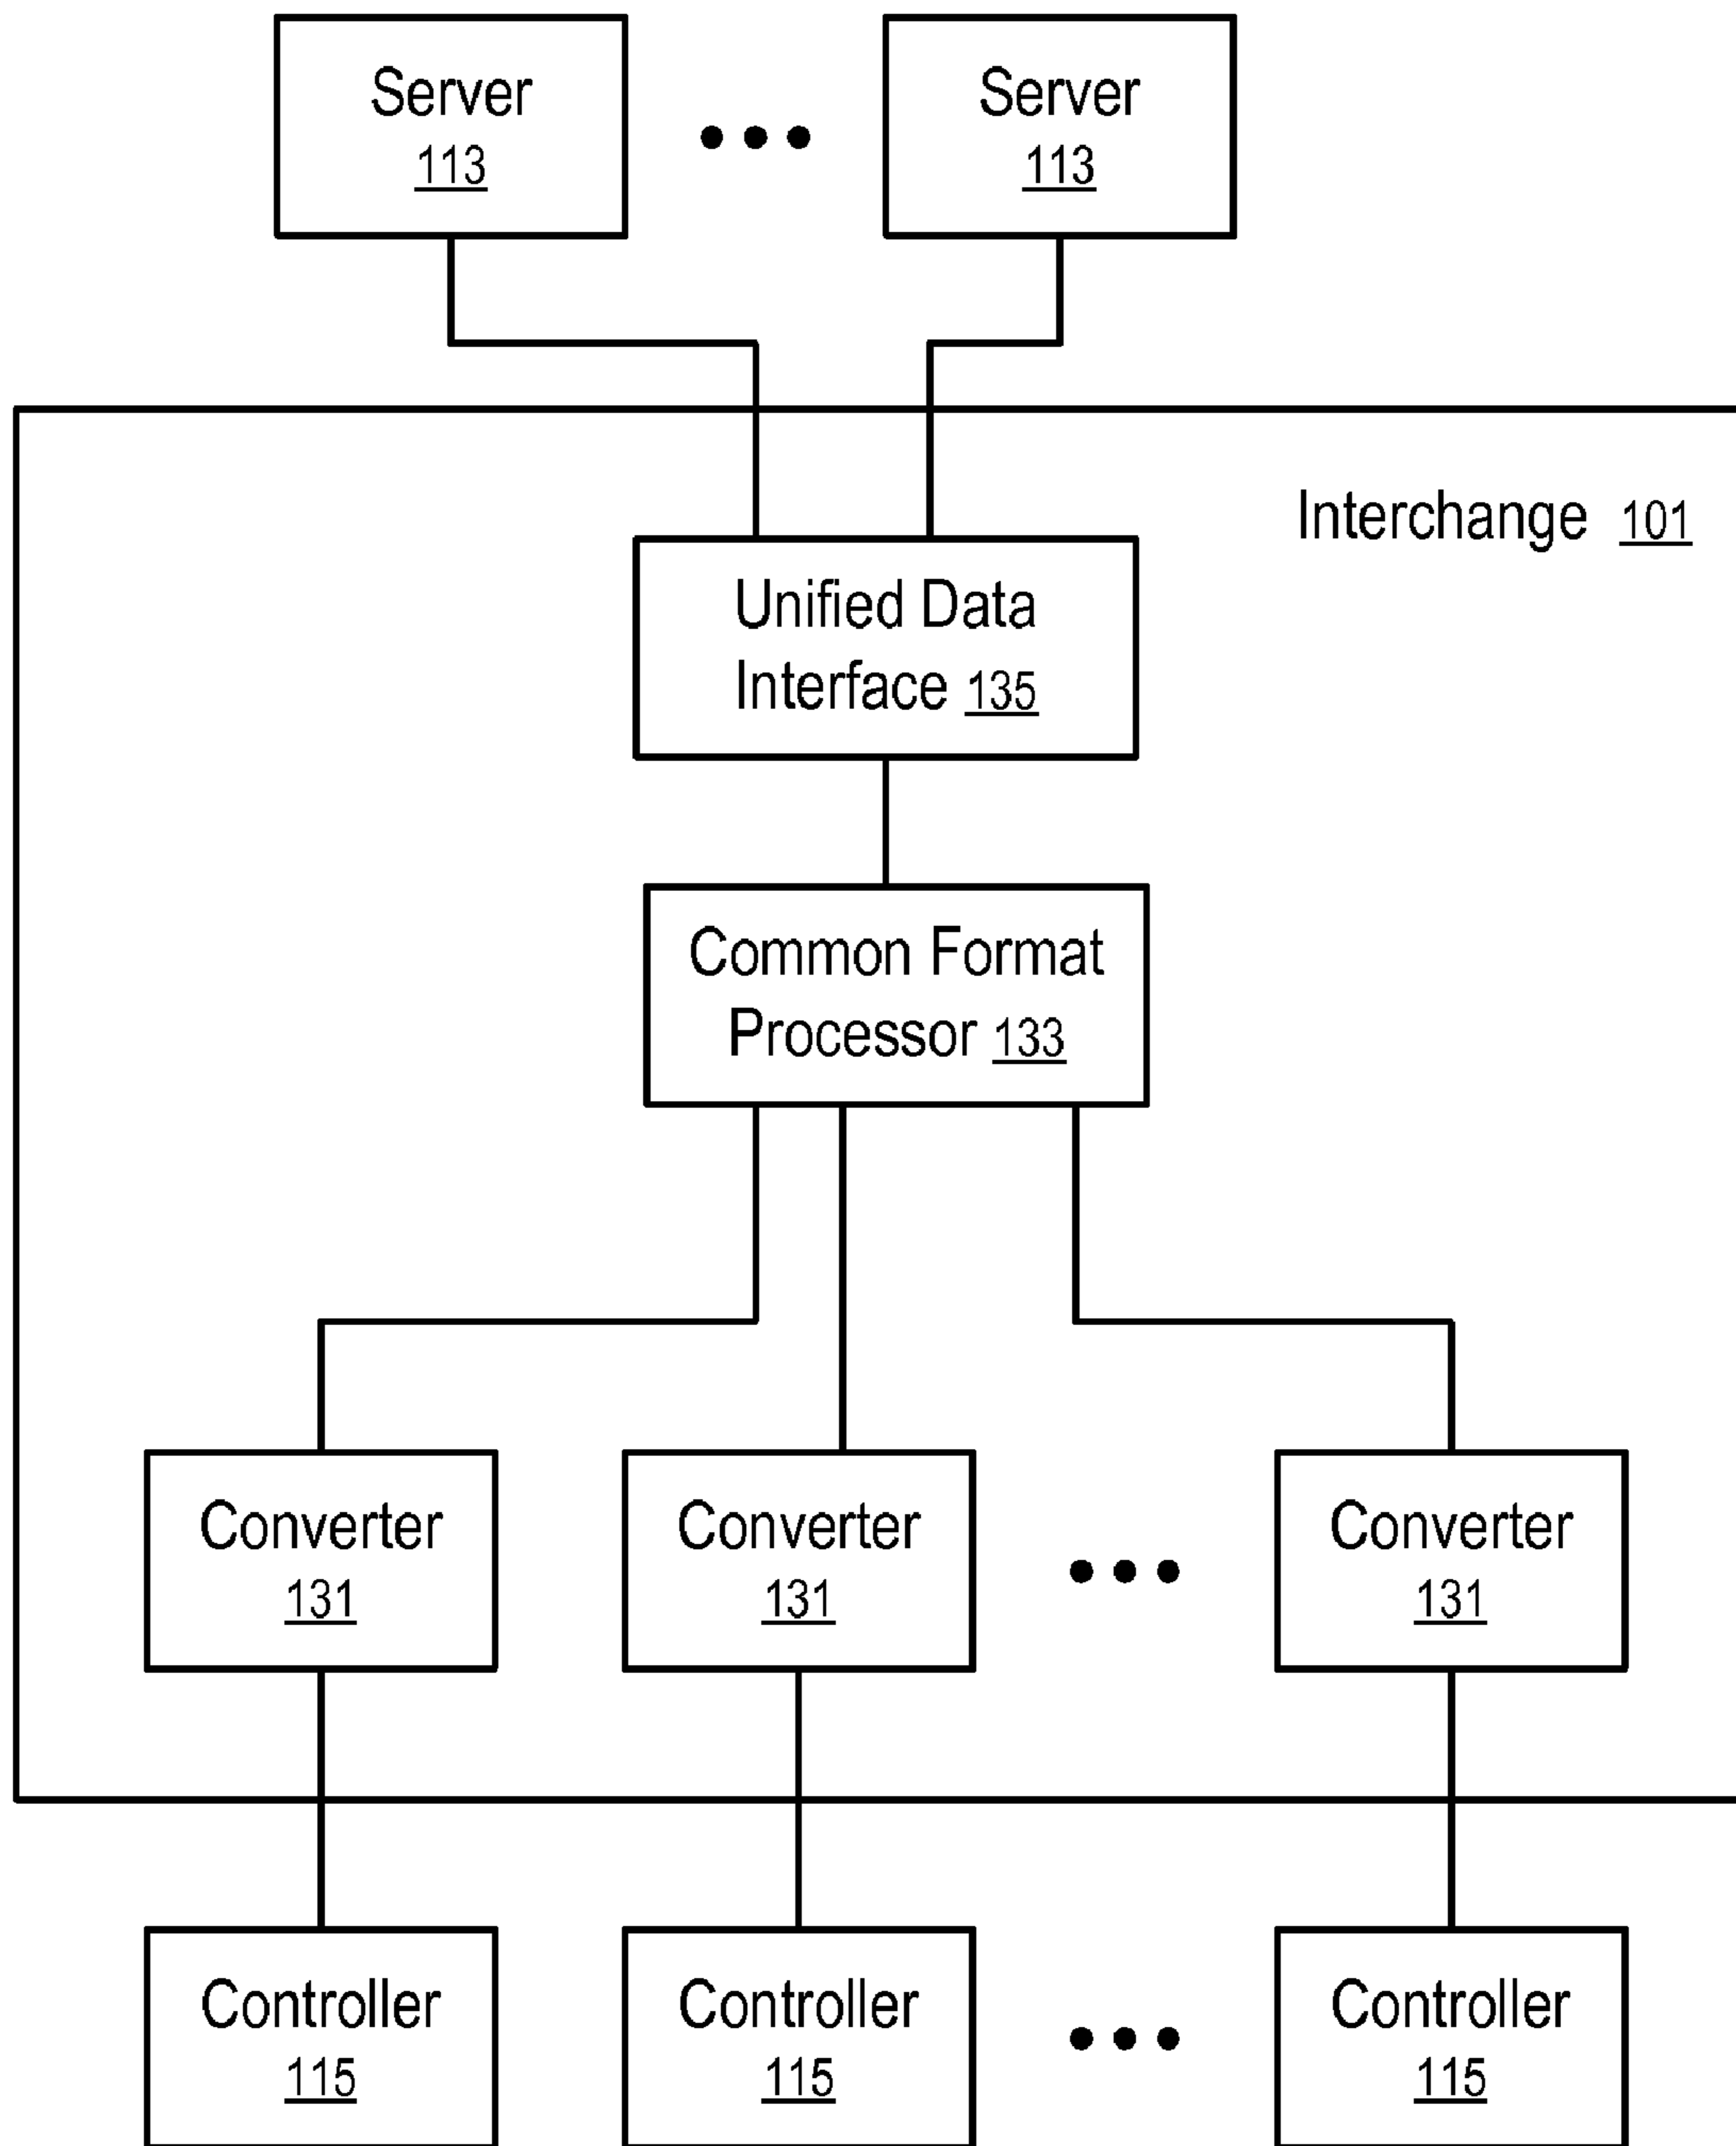 Server
113
Server
113
Interchange 101
Unified Data
Interface 135
Common Format
Processor 133
Converter
131
Converter
131
Converter
131
Controller
115
Controller
115
Controller
115